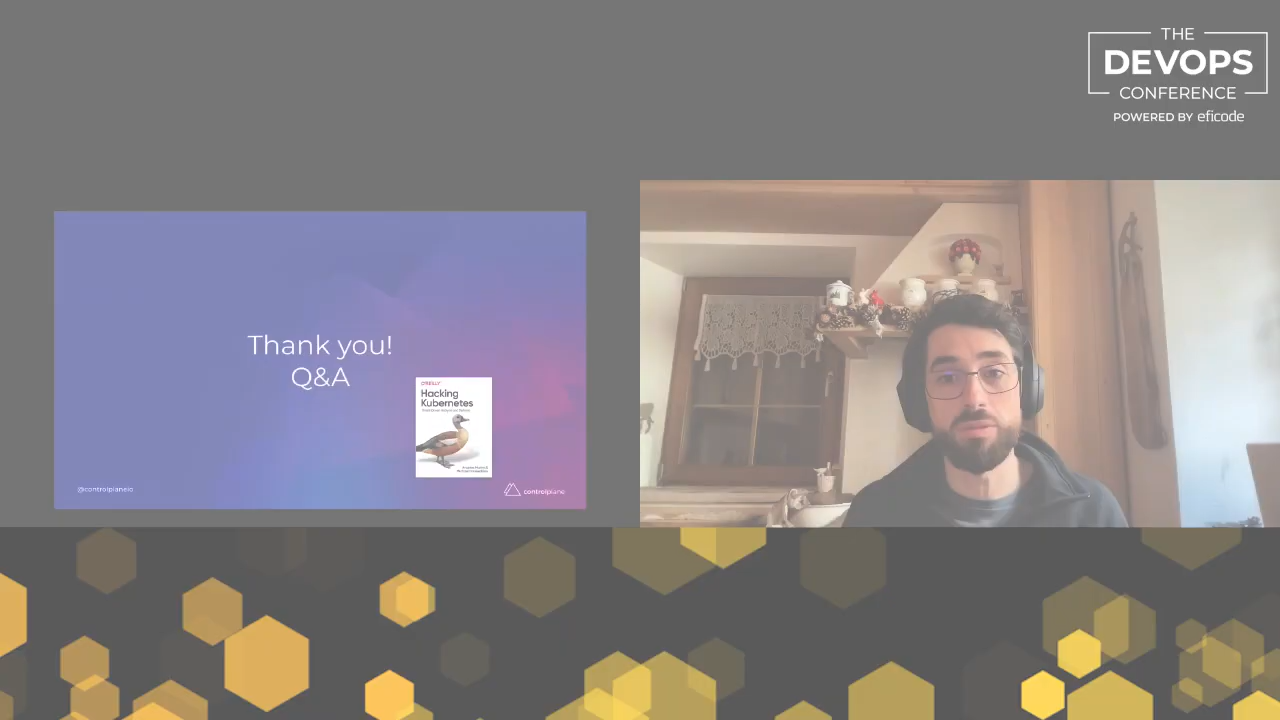 THE
DEVOPS
CONFERENCE
POWERED BY eficode
Thank you!
Q&A
O'REILLY
Hacking
Kubernetes
@controlplaneio
controlplane